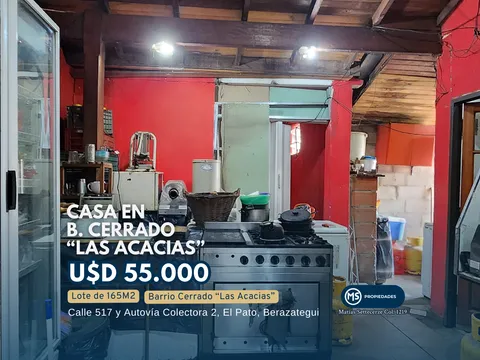 CASA EN
B. CERRADO
“LAS ACACIAS”
U$D 55.000
Lote de 165M2
Barrio Cerrado "Las Acacias"
Calle 517 y Autovía Colectora 2, El Pato, Berazategui
MS PROPIEDADES